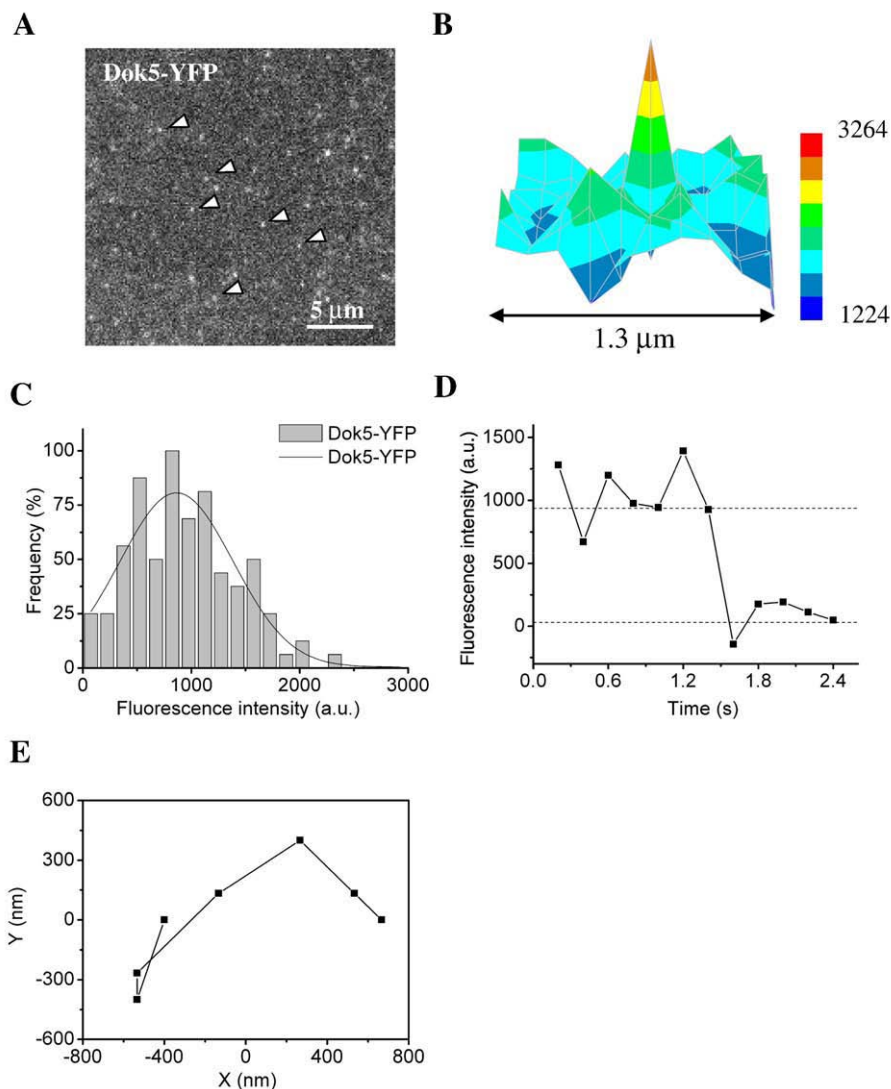 A
Dok5-YFP
5 μm
B
3264
1224
1.3 μm
C
Dok5-YFP
Dok5-YFP
Frequency (%)
100
75
50
25
0
0 1000 2000 3000
Fluorescence intensity (a.u.)
D
Fluorescence intensity (a.u.)
1500
1000
500
0
0.0 0.6 1.2 1.8 2.4
Time (s)
E
Y (nm)
600
300
0
-300
-600
-800 -400 0 400 800
X (nm)